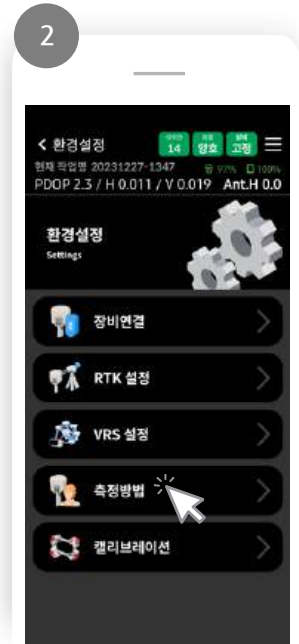 2
< 환경설정
14 양호 고정
현재 작업명 20231227-1347 97% 100%
PDOP 2.3 / H 0.011 / V 0.019 Ant.H 0.0
환경설정
Settings
장비연결
RTK 설정
VRS 설정
측정방법
캘리브레이션